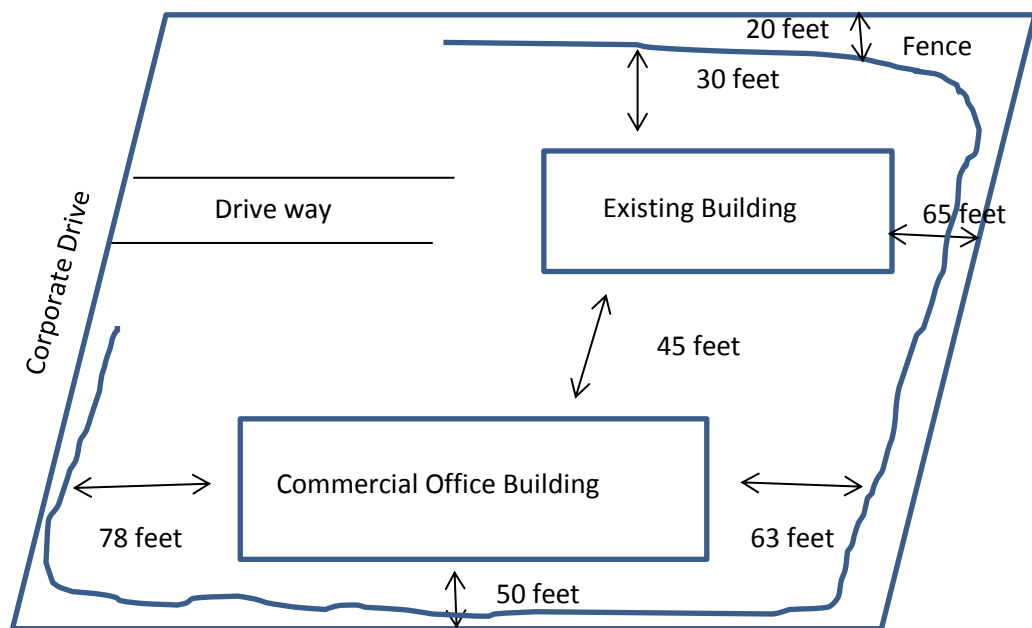 20 feet
Fence
30 feet
Drive way
Existing Building
65 feet
Corporate Drive
45 feet
Commercial Office Building
78 feet
63 feet
50 feet